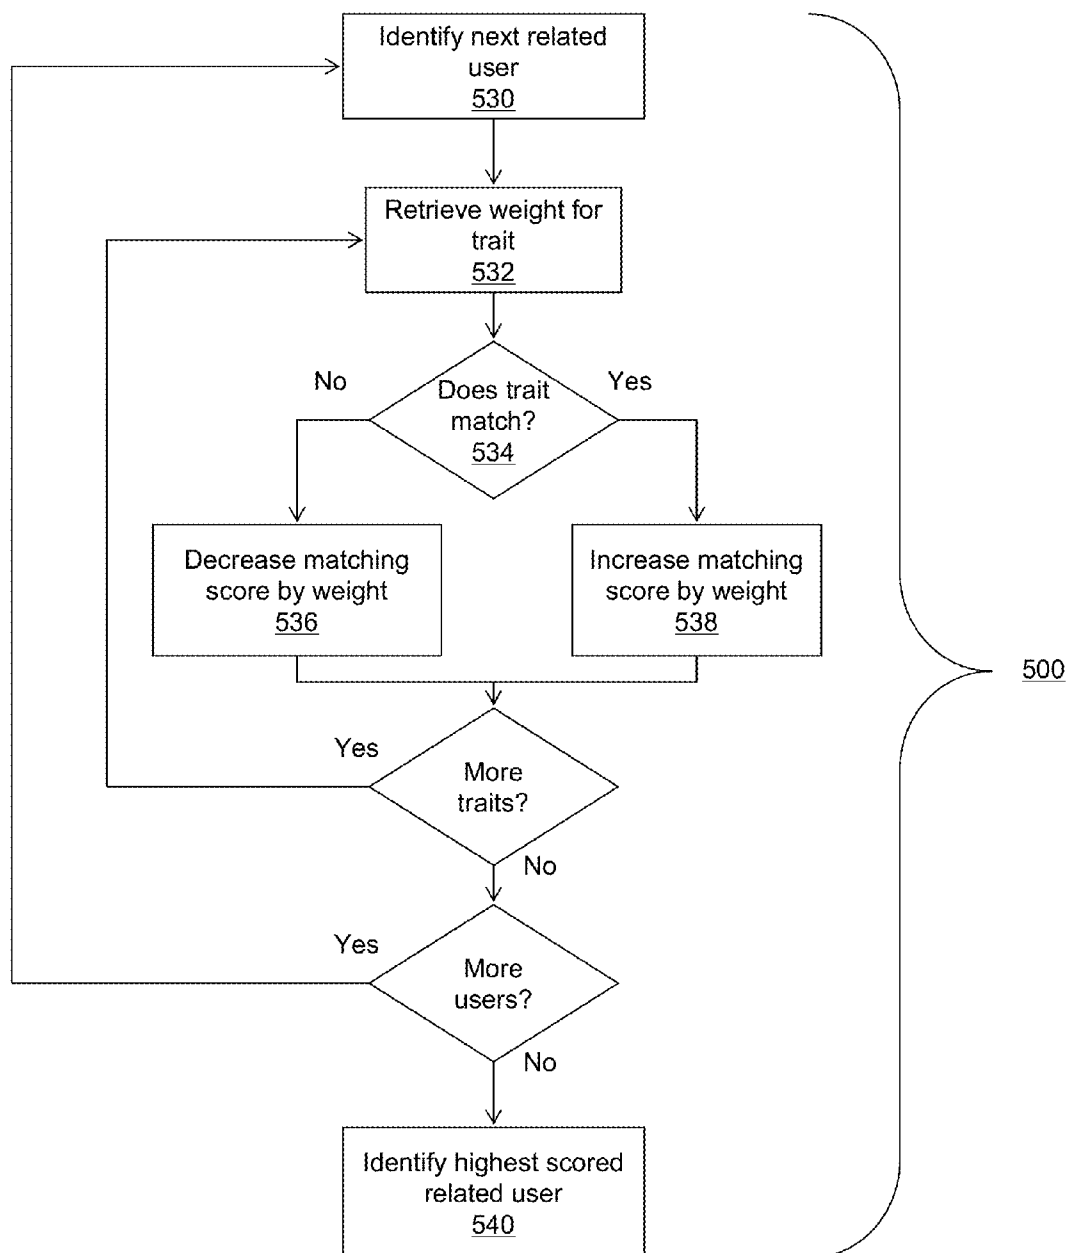 Identify next related
user
530
Retrieve weight for
trait
532
No
Yes
Does trait
match?
534
Decrease matching
score by weight
536
Increase matching
score by weight
538
500
Yes
More
traits?
No
Yes
More
users?
No
Identify highest scored
related user
540